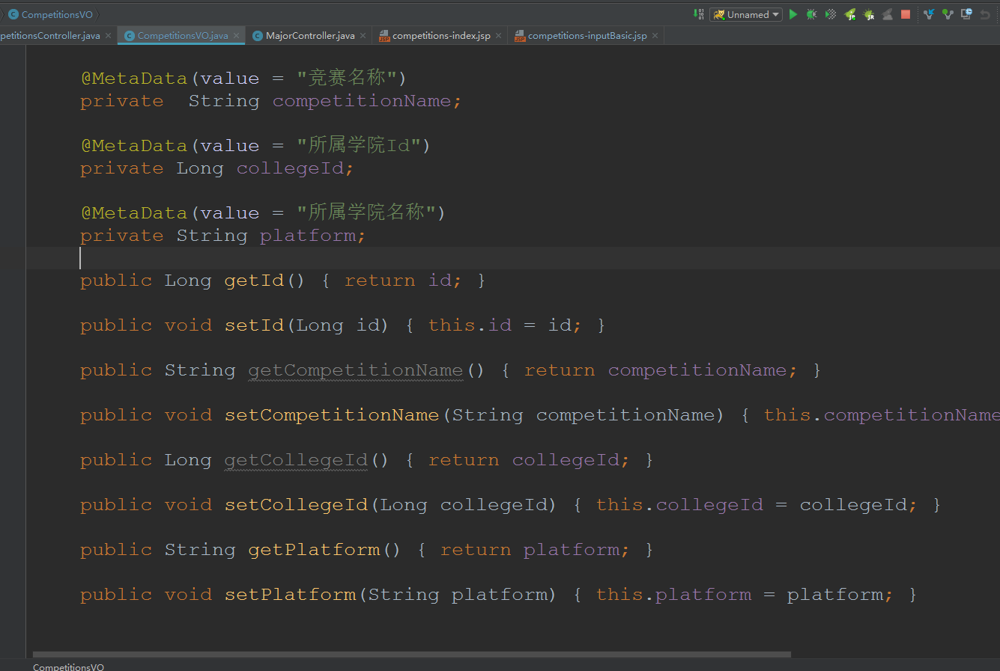 CompetitionsVO
Unnamed
petitionsController.java
CompetitionsVO.java
MajorController.java
competitions-index.jsp
competitions-inputBasic.jsp
@MetaData(value = "竞赛名称")
private  String competitionName;
@MetaData(value = "所属学院Id")
private Long collegeId;
@MetaData(value = "所属学院名称")
private String platform;
public Long getId() { return id; }
public void setId(Long id) { this.id = id; }
public String getCompetitionName() { return competitionName; }
public void setCompetitionName(String competitionName) { this.competitionName
public Long getCollegeId() { return collegeId; }
public void setCollegeId(Long collegeId) { this.collegeId = collegeId; }
public String getPlatform() { return platform; }
public void setPlatform(String platform) { this.platform = platform; }
CompetitionsVO